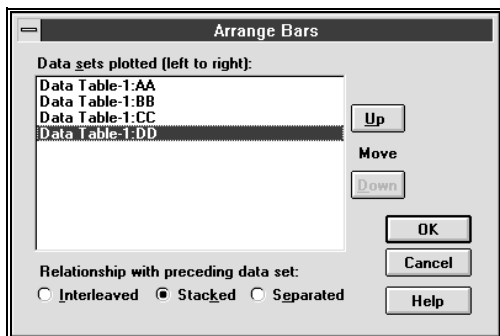 Arrange Bars
Data sets plotted (left to right):
Data Table-1:AA
Data Table-1:BB
Data Table-1:CC
Data Table-1:DD
Up
Move
Down
OK
Cancel
Help
Relationship with preceding data set:
Interleaved Stacked Separated